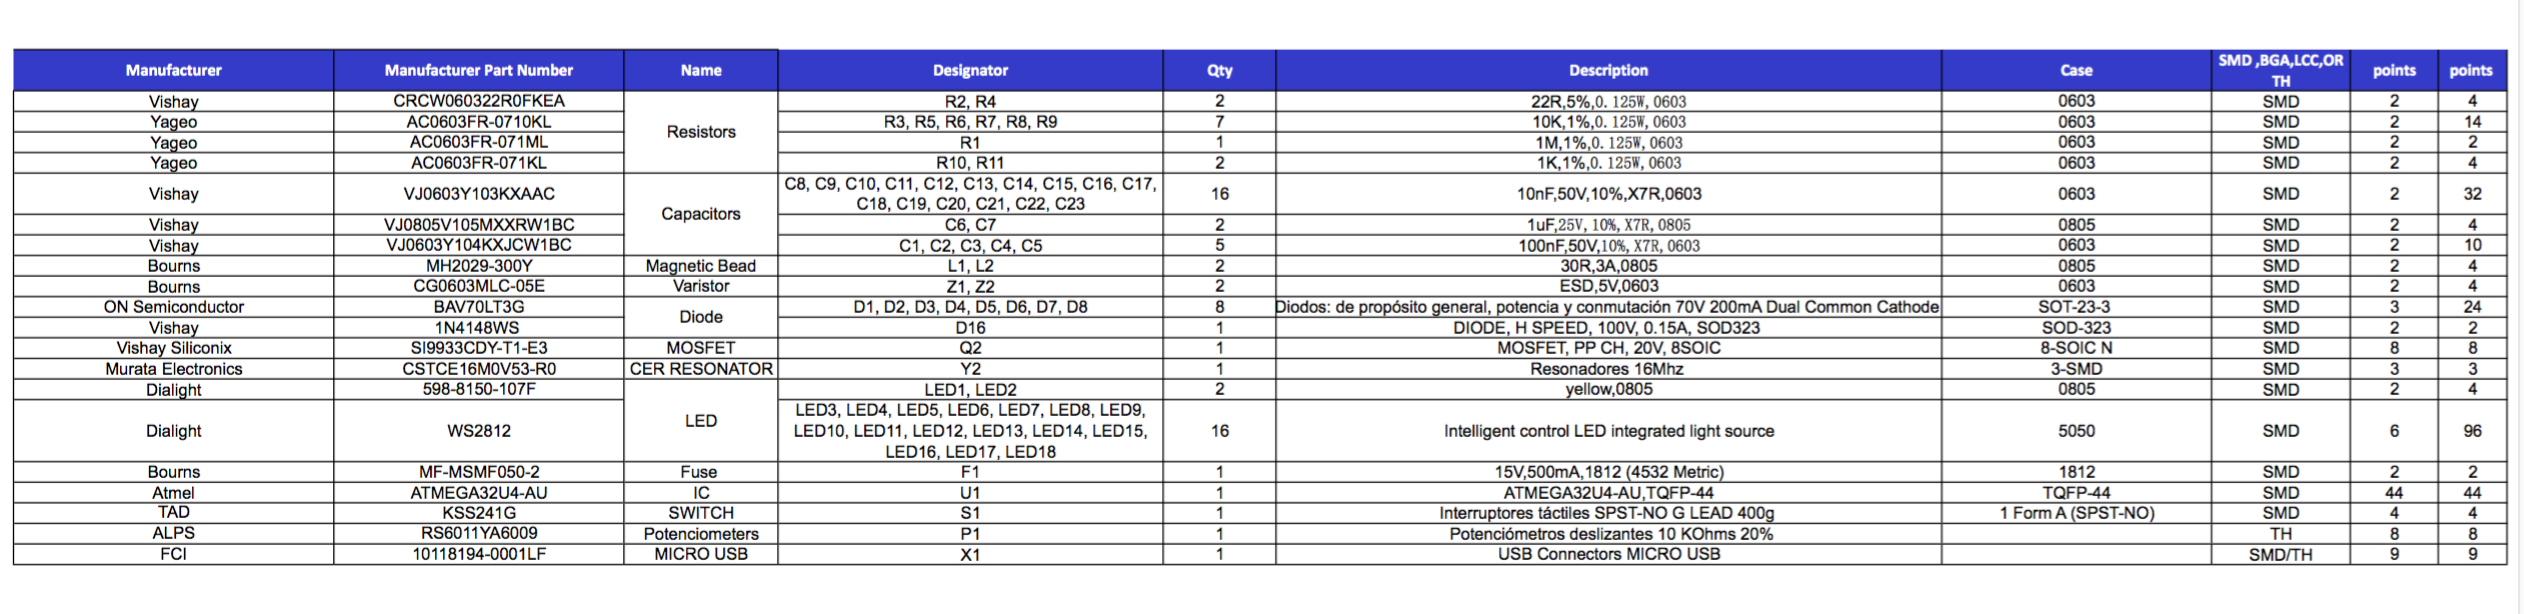 Manufacturer Manufacturer Part Number Name Designator Qty Description Case SMD ,BGA,LCC,OR TH points points
Vishay CRCW060322R0FKEA Resistors R2, R4 2 22R,5%,0. 125W, 0603 0603 SMD 2 4
Yageo AC0603FR-0710KL R3, R5, R6, R7, R8, R9 7 10K,1%,0. 125W, 0603 0603 SMD 2 14
Yageo AC0603FR-071ML R1 1 1M,1%,0. 125W, 0603 0603 SMD 2 2
Yageo AC0603FR-071KL R10, R11 2 1K,1%,0. 125W, 0603 0603 SMD 2 4
Vishay VJ0603Y103KXAAC Capacitors C8, C9, C10, C11, C12, C13, C14, C15, C16, C17,
C18, C19, C20, C21, C22, C23 16 10nF,50V,10%,X7R,0603 0603 SMD 2 32
Vishay VJ0805V105MXXRW1BC C6, C7 2 1uF,25V, 10%, X7R, 0805 0805 SMD 2 4
Vishay VJ0603Y104KXJCW1BC C1, C2, C3, C4, C5 5 100nF,50V,10%, X7R, 0603 0603 SMD 2 10
Bourns MH2029-300Y Magnetic Bead L1, L2 2 30R,3A,0805 0805 SMD 2 4
Bourns CG0603MLC-05E Varistor Z1, Z2 2 ESD,5V,0603 0603 SMD 2 4
ON Semiconductor BAV70LT3G Diode D1, D2, D3, D4, D5, D6, D7, D8 8 Diodos: de propósito general, potencia y conmutación 70V 200mA Dual Common Cathode SOT-23-3 SMD 3 24
Vishay 1N4148WS D16 1 DIODE, H SPEED, 100V, 0.15A, SOD323 SOD-323 SMD 2 2
Vishay Siliconix SI9933CDY-T1-E3 MOSFET Q2 1 MOSFET, PP CH, 20V, 8SOIC 8-SOIC N SMD 8 8
Murata Electronics CSTCE16M0V53-R0 CER RESONATOR Y2 1 Resonadores 16Mhz 3-SMD SMD 3 3
Dialight 598-8150-107F LED LED1, LED2 2 yellow,0805 0805 SMD 2 4
Dialight WS2812 LED3, LED4, LED5, LED6, LED7, LED8, LED9,
LED10, LED11, LED12, LED13, LED14, LED15,
LED16, LED17, LED18 16 Intelligent control LED integrated light source 5050 SMD 6 96
Bourns MF-MSMF050-2 Fuse F1 1 15V,500mA,1812 (4532 Metric) 1812 SMD 2 2
Atmel ATMEGA32U4-AU IC U1 1 ATMEGA32U4-AU,TQFP-44 TQFP-44 SMD 44 44
TAD KSS241G SWITCH S1 1 Interruptores táctiles SPST-NO G LEAD 400g 1 Form A (SPST-NO) SMD 4 4
ALPS RS6011YA6009 Potenciometers P1 1 Potenciómetros deslizantes 10 KOhms 20% TH 8 8
FCI 10118194-0001LF MICRO USB X1 1 USB Connectors MICRO USB SMD/TH 9 9